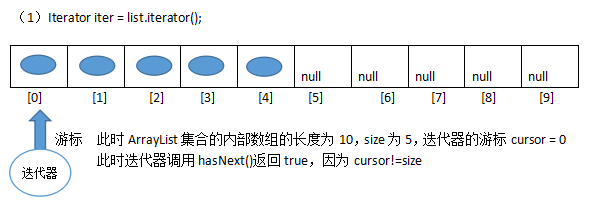 （1）Iterator iter = list.iterator();
null null null null null
[0] [1] [2] [3] [4] [5] [6] [7] [8] [9]
游标 此时 ArrayList 集合的内部数组的长度为 10，size 为 5，迭代器的游标 cursor = 0
此时迭代器调用 hasNext()返回 true，因为 cursor!=size
迭代器